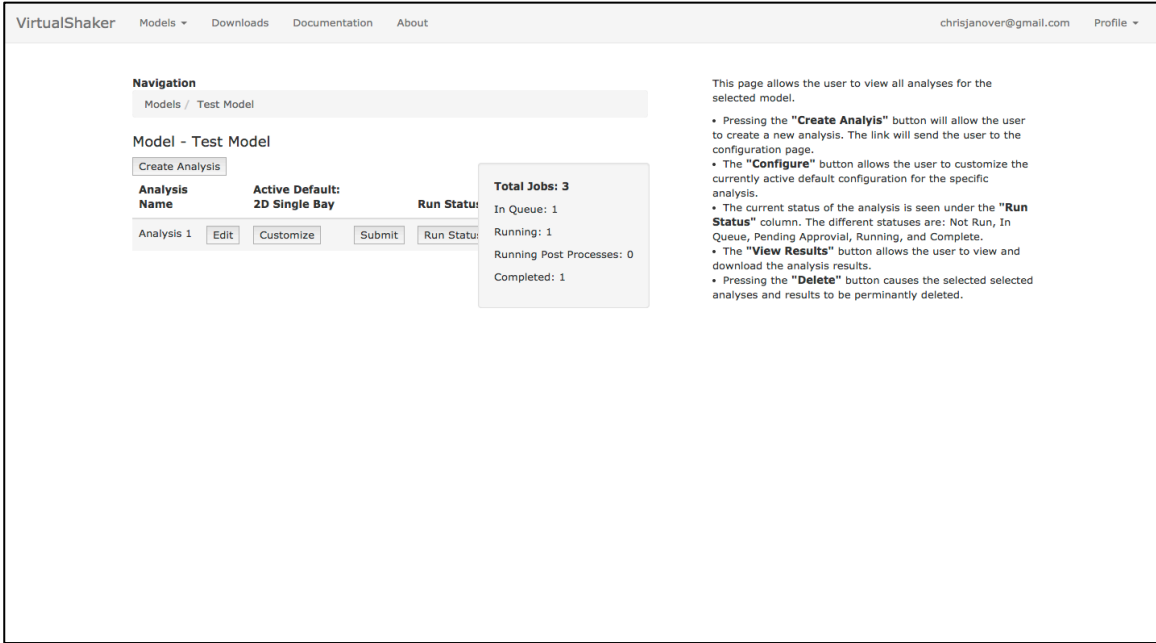 VirtualShaker Models Downloads Documentation About chrisjanover@gmail.com Profile
Navigation
Models / Test Model
Model - Test Model
Create Analysis
Analysis
Name
Active Default:
2D Single Bay
Run Status
Analysis 1 Edit Customize Submit Run Status
Total Jobs: 3
In Queue: 1
Running: 1
Running Post Processes: 0
Completed: 1
This page allows the user to view all analyses for the
selected model.
• Pressing the "Create Analyis" button will allow the user
to create a new analysis. The link will send the user to the
configuration page.
• The "Configure" button allows the user to customize the
currently active default configuration for the specific
analysis.
• The current status of the analysis is seen under the "Run
Status" column. The different statuses are: Not Run, In
Queue, Pending Approvial, Running, and Complete.
• The "View Results" button allows the user to view and
download the analysis results.
• Pressing the "Delete" button causes the selected selected
analyses and results to be perminantly deleted.